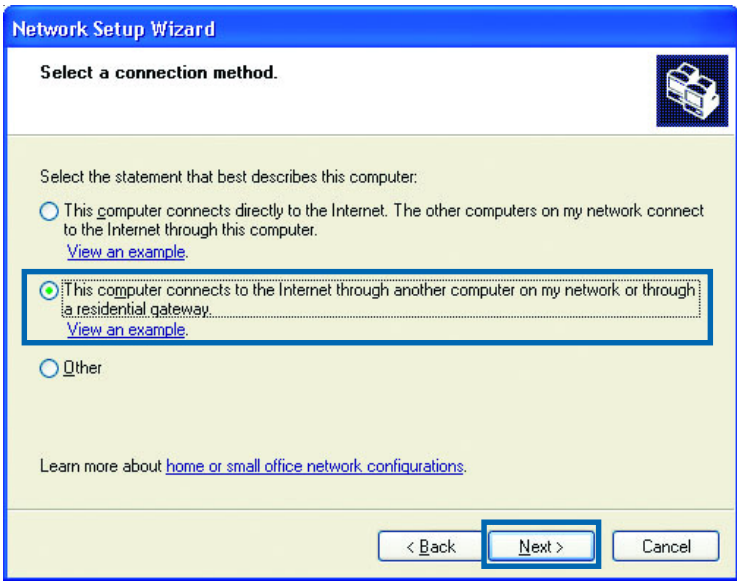 Network Setup Wizard
Select a connection method.
Select the statement that best describes this computer:
This computer connects directly to the Internet. The other computers on my network connect
to the Internet through this computer.
View an example.
This computer connects to the Internet through another computer on my network or through
a residential gateway.
View an example.
Other
Learn more about home or small office network configurations.
< Back
Next >
Cancel